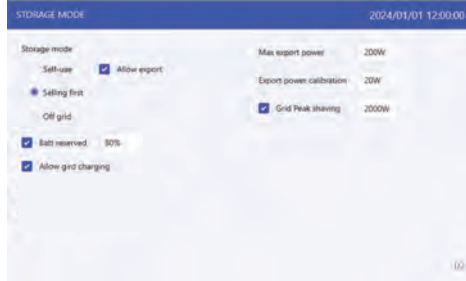 STORAGE MODE
2024/01/01 12:00:00
Storage mode
Self-use
Allow export
Selling first
Off grid
Batt reserved 80%
Allow gird charging
Max export power 200W
Export power calibration 20W
Grid Peak shaving 2000W